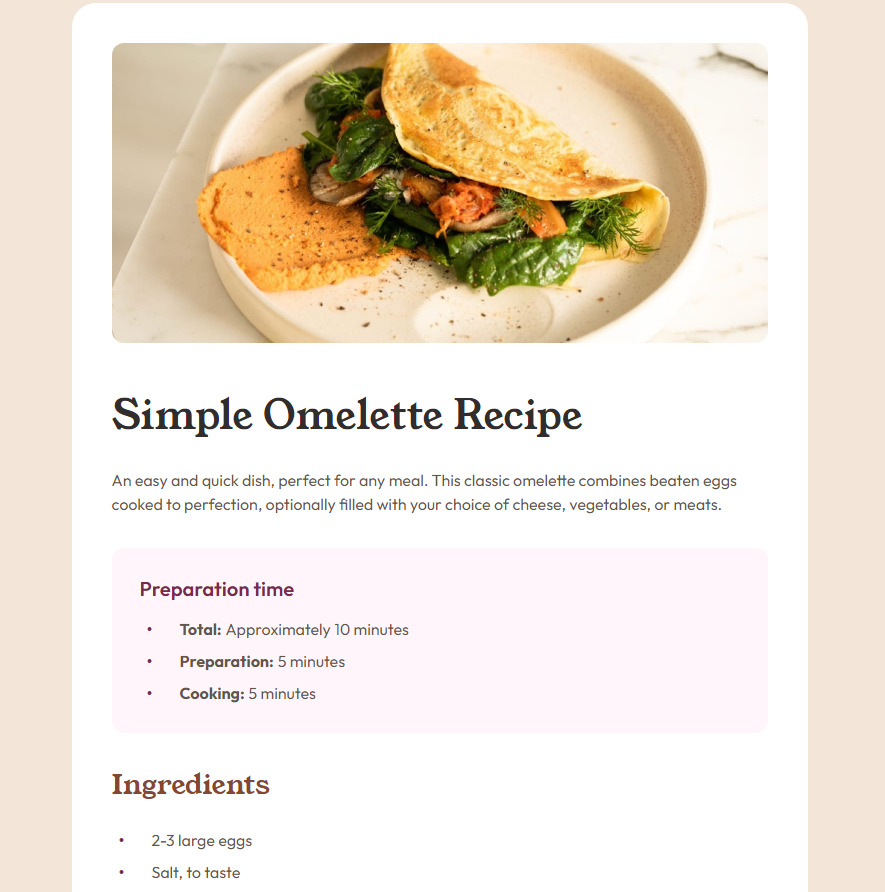 Simple Omelette Recipe
An easy and quick dish, perfect for any meal. This classic omelette combines beaten eggs
cooked to perfection, optionally filled with your choice of cheese, vegetables, or meats.
Preparation time
• Total: Approximately 10 minutes
• Preparation: 5 minutes
• Cooking: 5 minutes
Ingredients
• 2-3 large eggs
• Salt, to taste